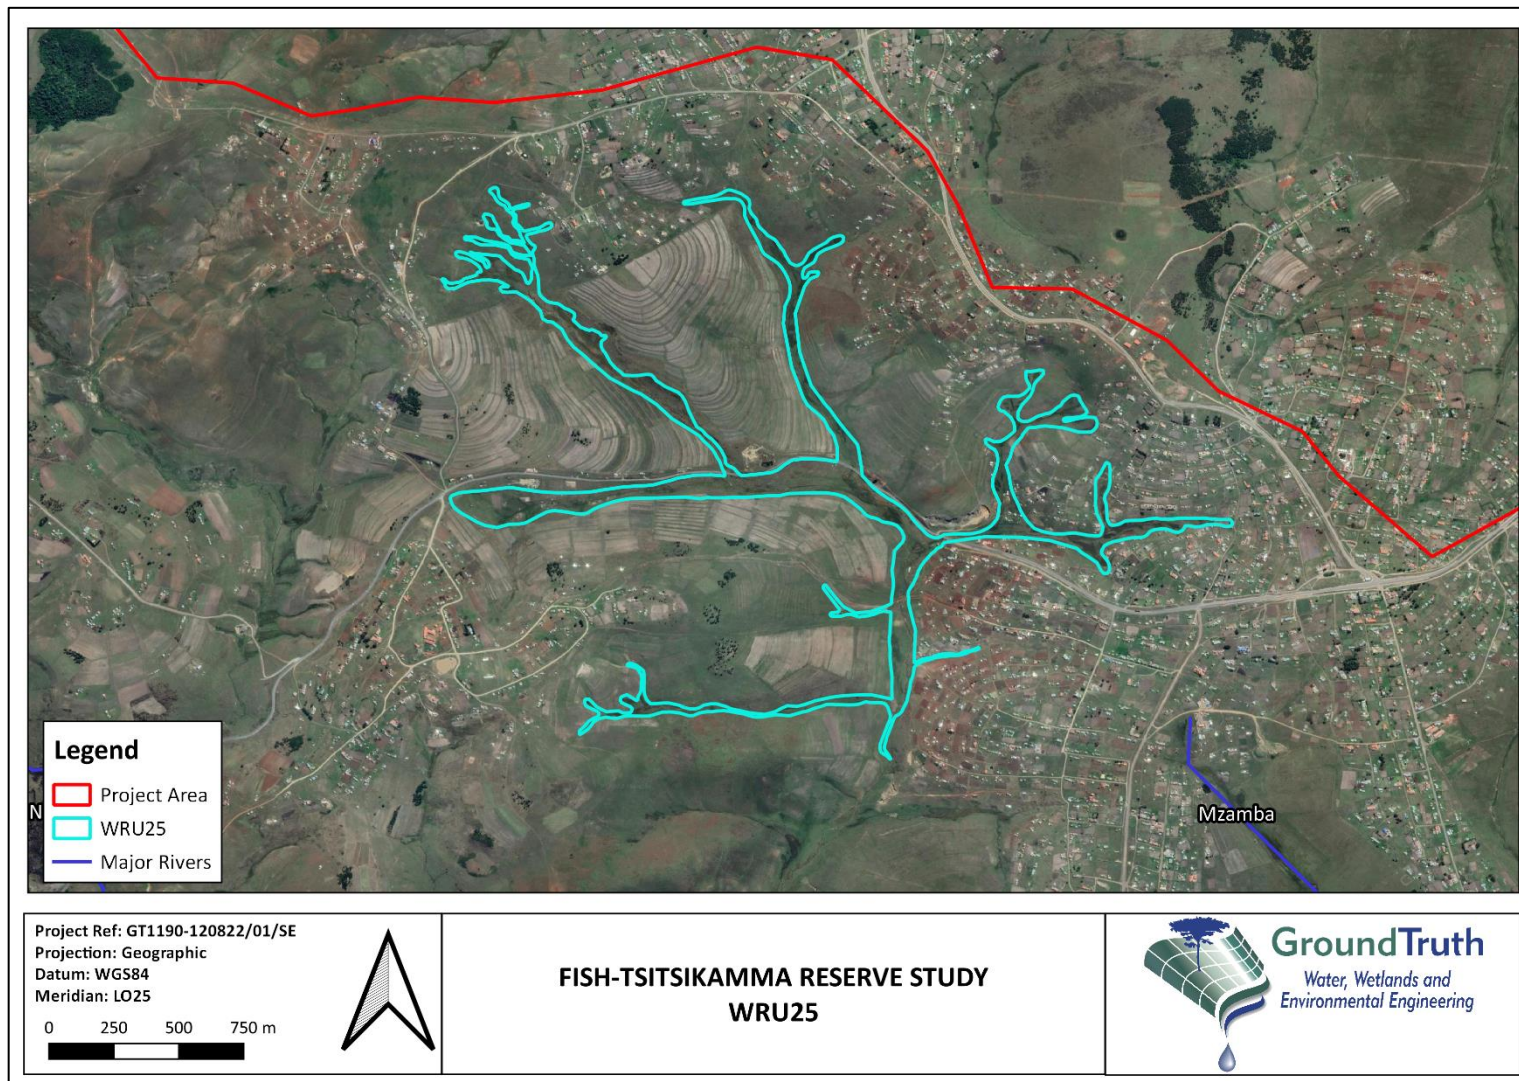 Legend
Project Area
WRU25
Major Rivers
N
Mzamba
Project Ref: GT1190-120822/01/SE
Projection: Geographic
Datum: WGS84
Meridian: LO25
0 250 500 750 m
FISH-TSITSIKAMMA RESERVE STUDY
WRU25
GroundTruth
Water, Wetlands and
Environmental Engineering